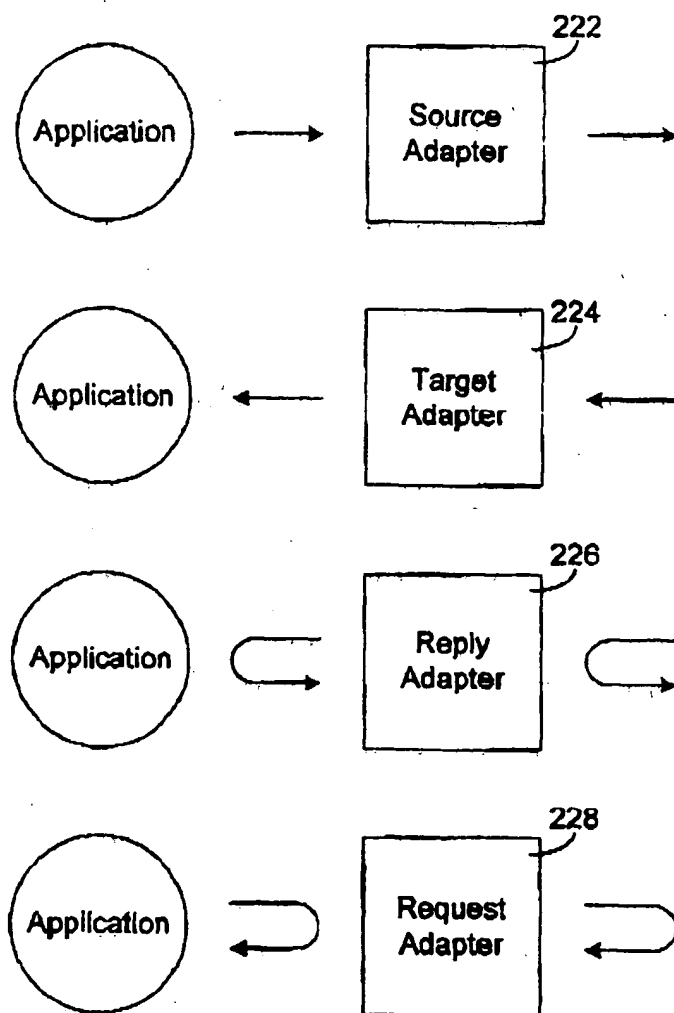 222
Application
Source
Adapter
224
Application
Target
Adapter
226
Application
Reply
Adapter
228
Application
Request
Adapter